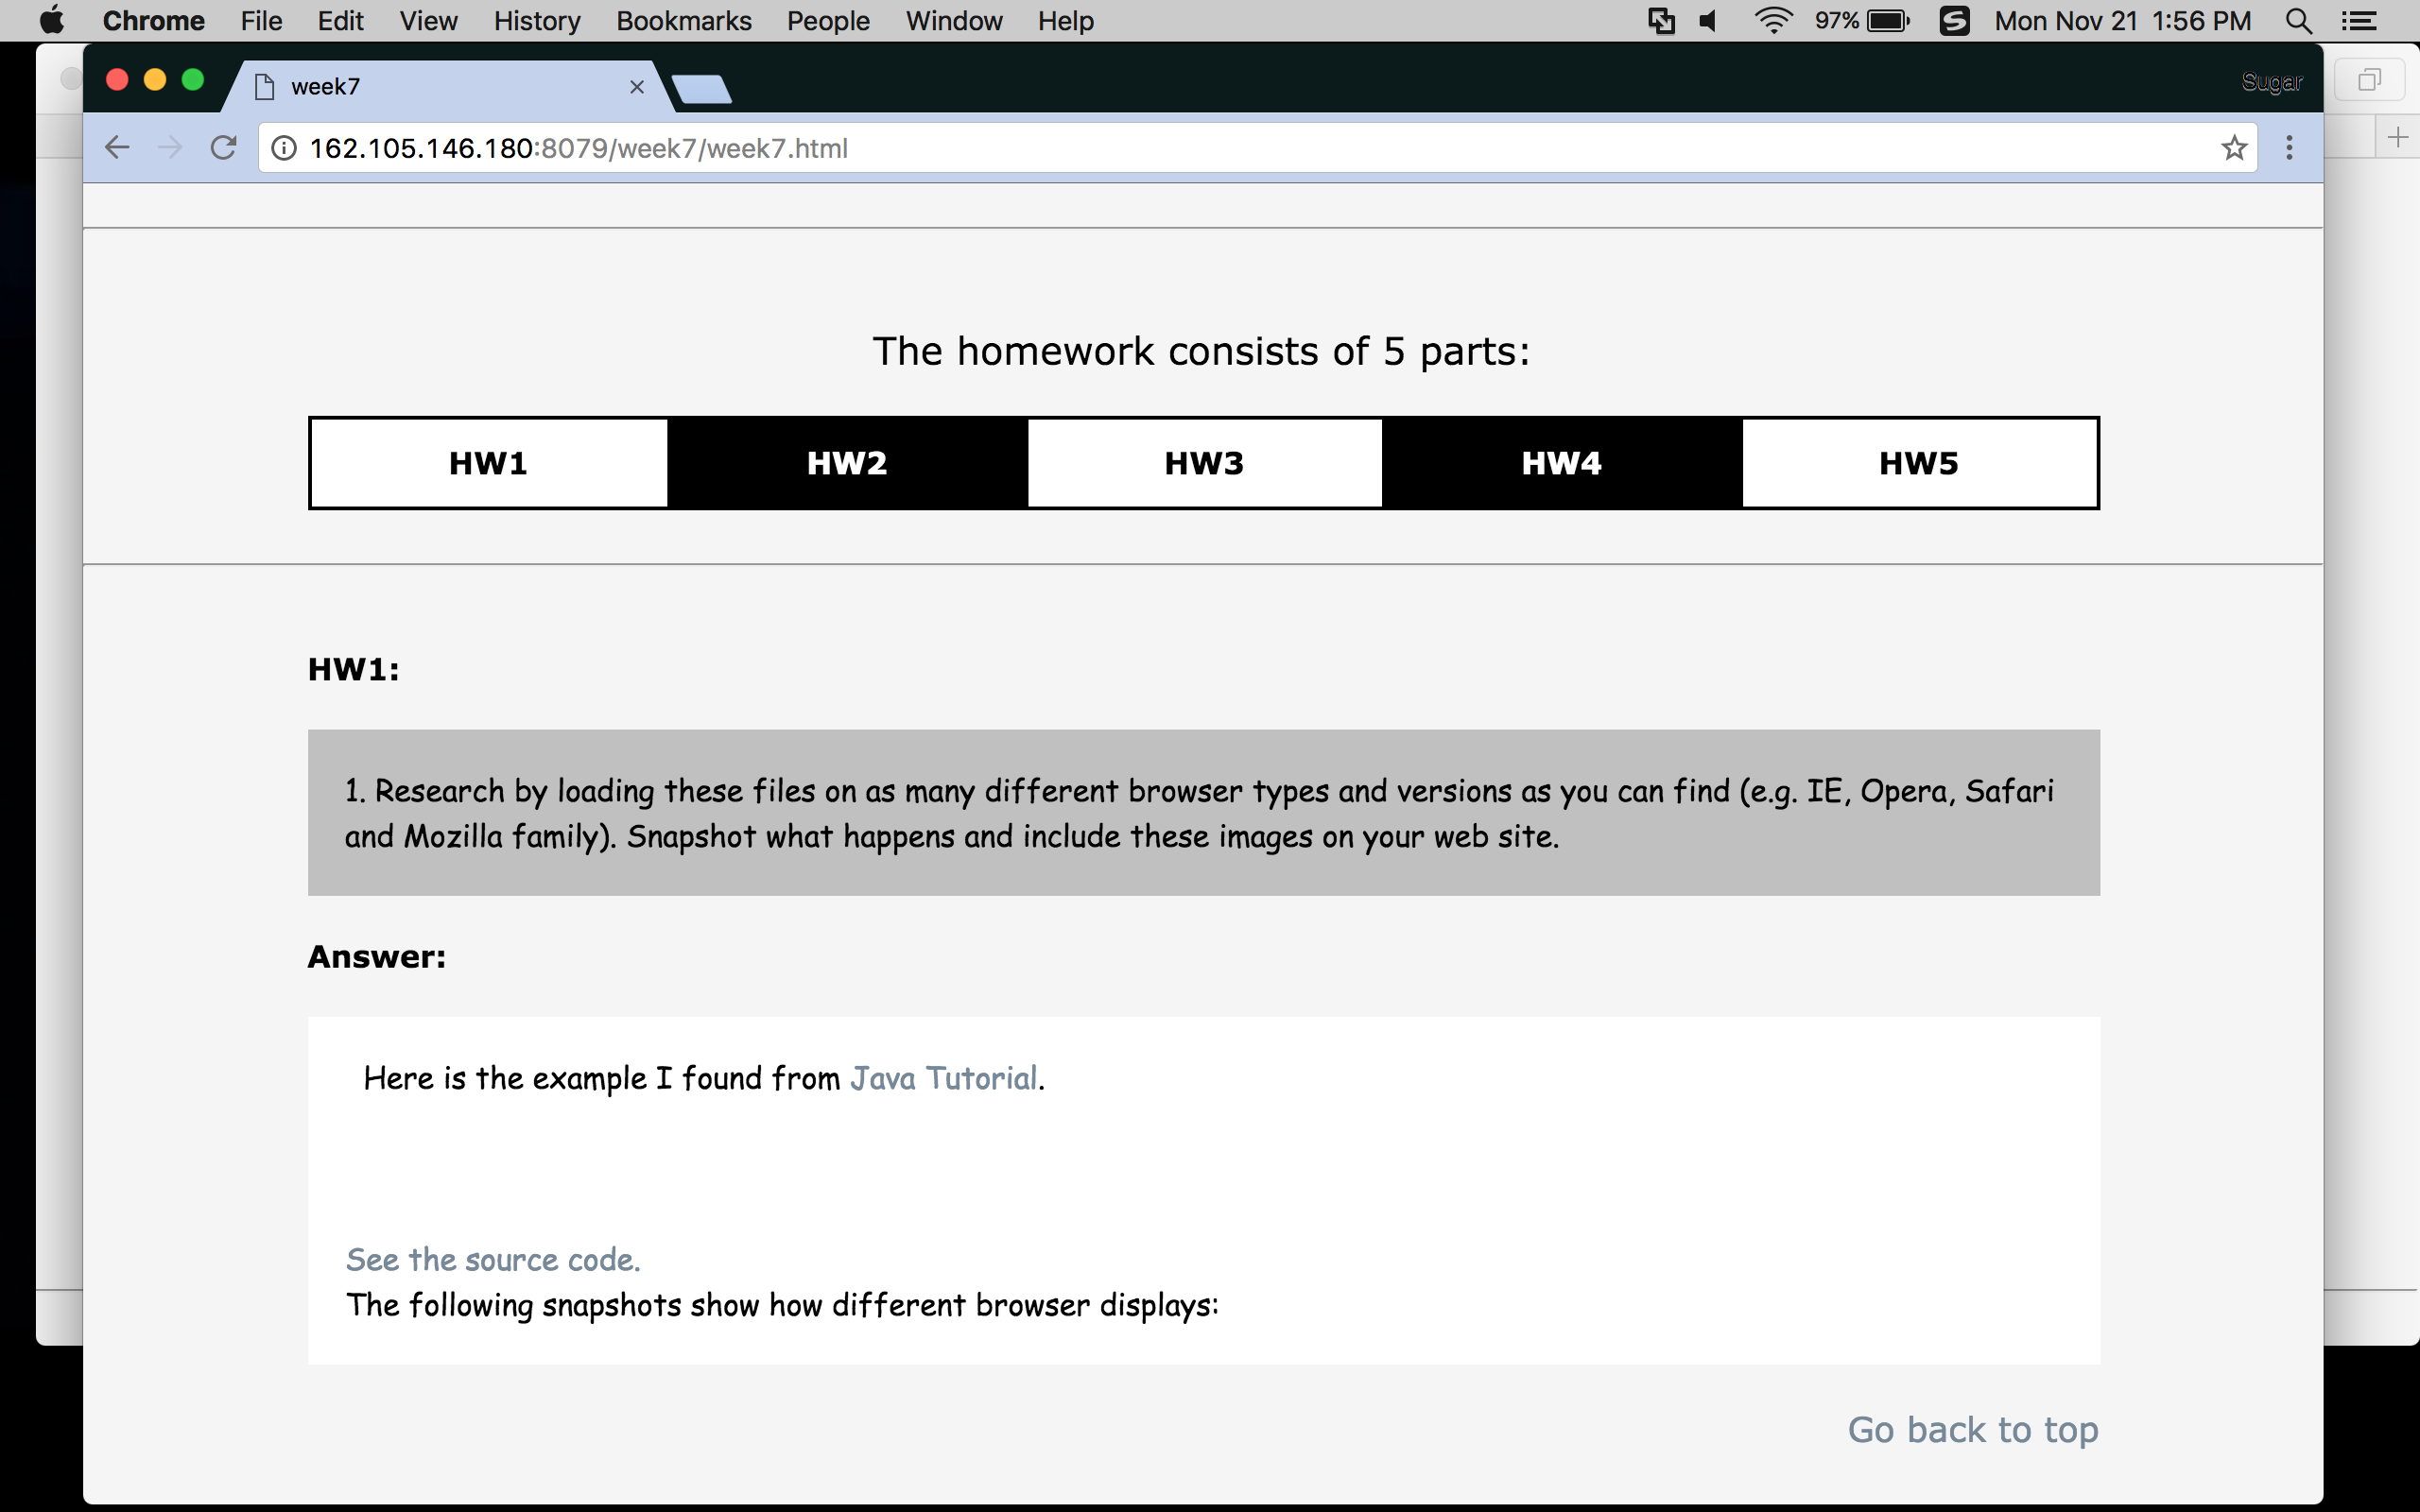 Chrome File Edit View History Bookmarks People Window Help 97% Mon Nov 21 1:56 PM
week7 Sugar
162.105.146.180:8079/week7/week7.html
The homework consists of 5 parts:
HW1 HW2 HW3 HW4 HW5
HW1:
1. Research by loading these files on as many different browser types and versions as you can find (e.g. IE, Opera, Safari
and Mozilla family). Snapshot what happens and include these images on your web site.
Answer:
Here is the example I found from Java Tutorial.
See the source code.
The following snapshots show how different browser displays:
Go back to top